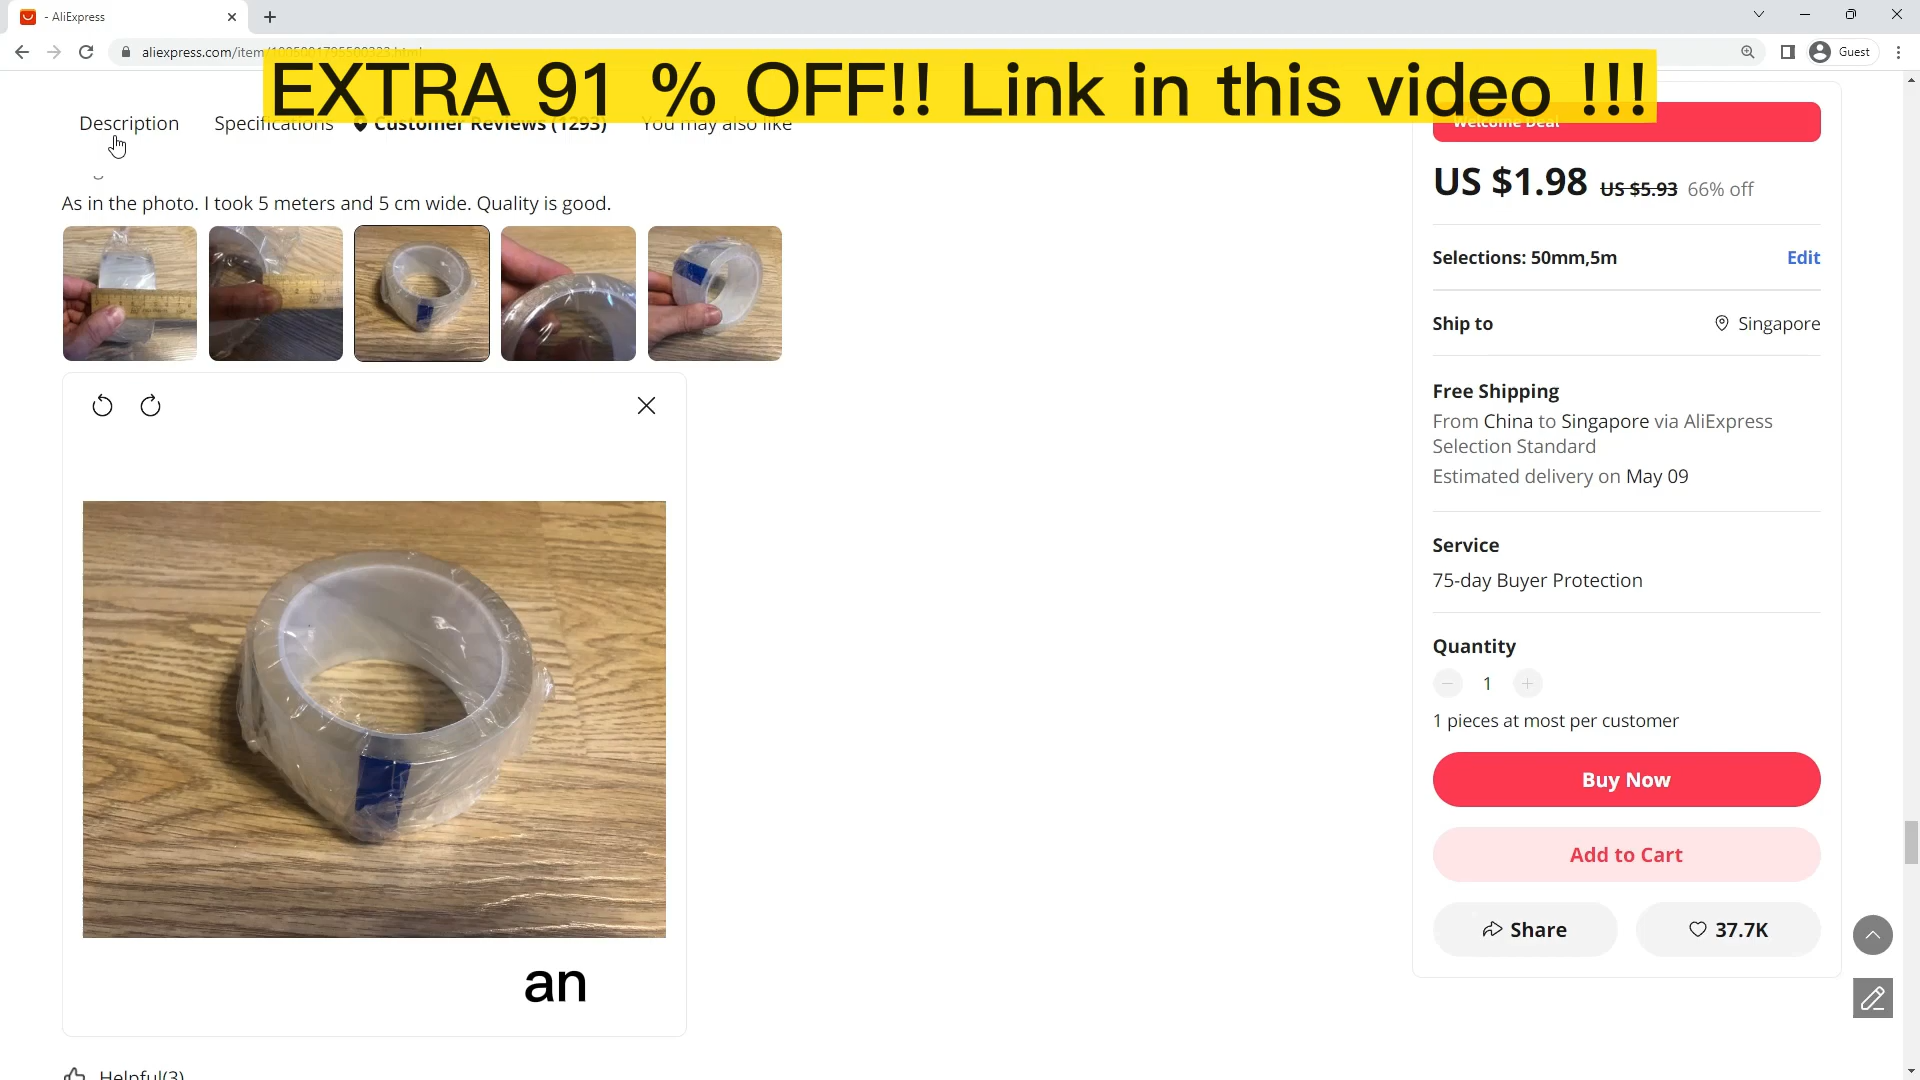 - AliExpress
Guest
EXTRA 91 % OFF!! Link in this video !!!
Description Specifications Customer Reviews (1293) You may also like
Welcome Deal
US $1.98 US $5.93 66% off
As in the photo. I took 5 meters and 5 cm wide. Quality is good.
Selections: 50mm,5m Edit
Ship to Singapore
Free Shipping
From China to Singapore via AliExpress
Selection Standard
Estimated delivery on May 09
Service
75-day Buyer Protection
Quantity
1
1 pieces at most per customer
Buy Now
Add to Cart
Share 37.7K
an
Helpful(3)